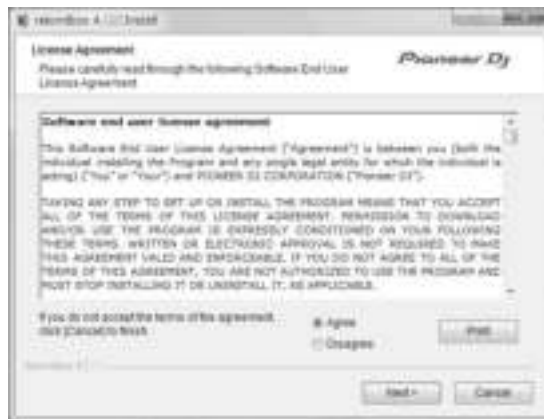 rekordbox 4 Install
License Agreement
Please carefully read through the following Software End User
License Agreement
Pioneer Dj
Software end user license agreement
This Software End User License Agreement ("Agreement") is between you (both the
individual installing the Program and any single legal entity for which the individual is
acting) ("You" or "Your") and PIONEER DJ CORPORATION ("Pioneer DJ").
TAKING ANY STEP TO SET UP OR INSTALL THE PROGRAM MEANS THAT YOU ACCEPT
ALL OF THE TERMS OF THIS LICENSE AGREEMENT. PERMISSION TO DOWNLOAD
AND/OR USE THE PROGRAM IS EXPRESSLY CONDITIONED ON YOUR FOLLOWING
THESE TERMS. WRITTEN OR ELECTRONIC APPROVAL IS NOT REQUIRED TO MAKE
THIS AGREEMENT VALID AND ENFORCEABLE. IF YOU DO NOT AGREE TO ALL OF THE
TERMS OF THIS AGREEMENT, YOU ARE NOT AUTHORIZED TO USE THE PROGRAM AND
MUST STOP INSTALLING IT OR UNINSTALL IT, AS APPLICABLE.
If you do not accept the terms of the agreement,
click [Cancel] to finish.
Agree
Disagree
Print
Next >
Cancel